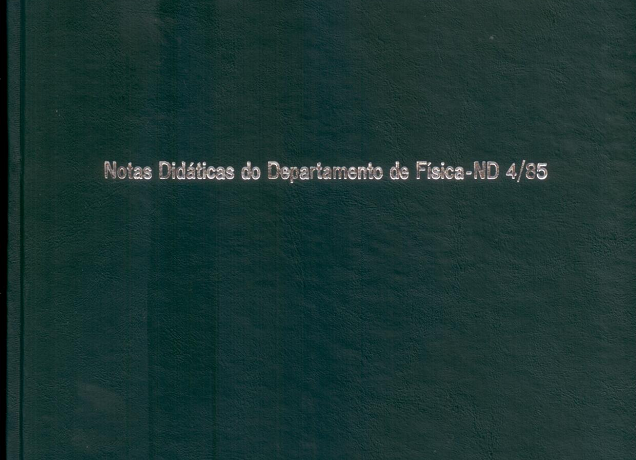 Notas Didáticas do Departamento de Física-ND 4/85